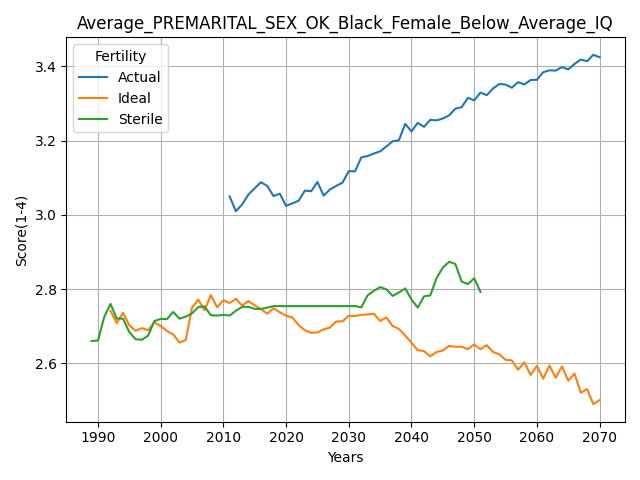 Average_PREMARITAL_SEX_OK_Black_Female_Below_Average_IQ
Fertility
Actual
Ideal
Sterile
Score(1-4)
3.4
3.2
3.0
2.8
2.6
1990 2000 2010 2020 2030 2040 2050 2060 2070
Years